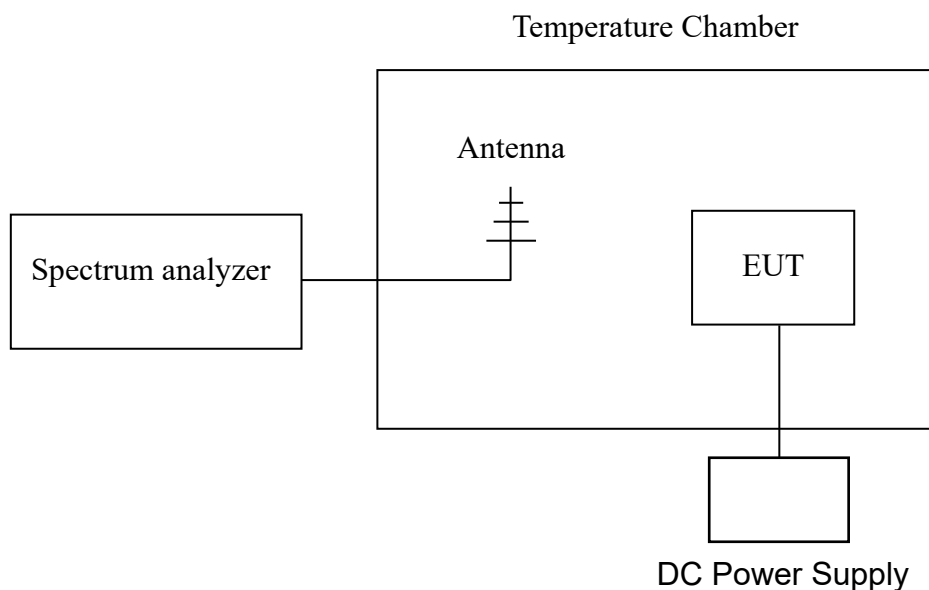 Temperature Chamber
Antenna
Spectrum analyzer
EUT
DC Power Supply